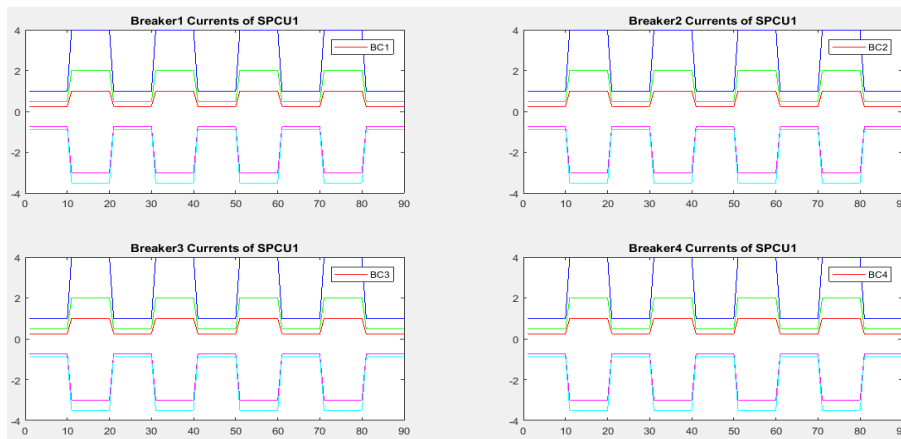 Breaker1 Currents of SPCU1
4
2
0
-2
-4
0 10 20 30 40 50 60 70 80 90
BC1
Breaker2 Currents of SPCU1
4
2
0
-2
-4
0 10 20 30 40 50 60 70 80 90
BC2
Breaker3 Currents of SPCU1
4
2
0
-2
-4
0 10 20 30 40 50 60 70 80 90
BC3
Breaker4 Currents of SPCU1
4
2
0
-2
-4
0 10 20 30 40 50 60 70 80 90
BC4